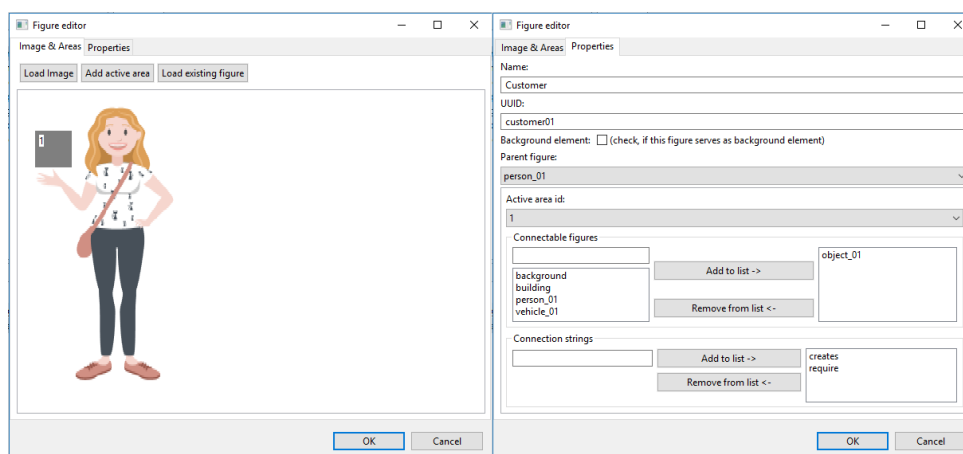 Figure editor
Image & Areas Properties
Load Image Add active area Load existing figure
1
OK Cancel
Figure editor
Image & Areas Properties
Name:
Customer
UUID:
customer01
Background element: (check, if this figure serves as background element)
Parent figure:
person_01
Active area id:
1
Connectable figures
background
building
person_01
vehicle_01
Add to list ->
Remove from list <-
object_01
Connection strings
Add to list ->
Remove from list <-
creates
require
OK Cancel